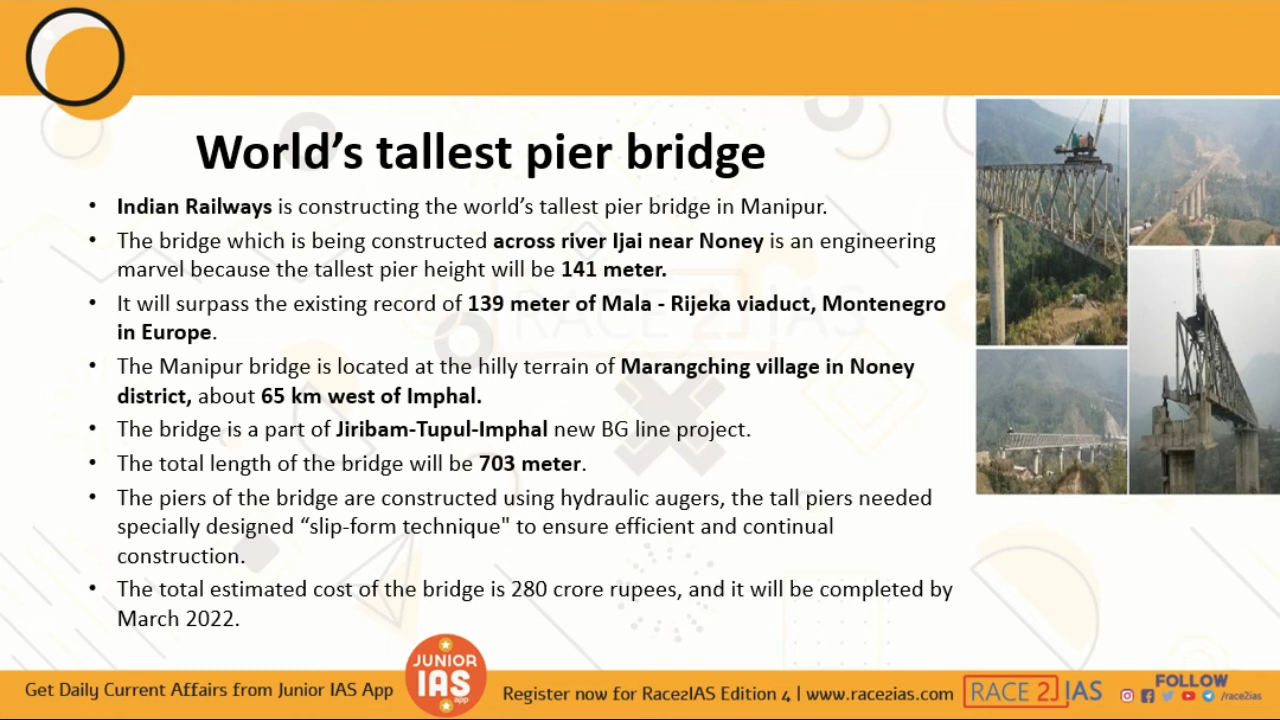 World's tallest pier bridge
• Indian Railways is constructing the world's tallest pier bridge in Manipur.
• The bridge which is being constructed across river Ijai near Noney is an engineering
marvel because the tallest pier height will be 141 meter.
• It will surpass the existing record of 139 meter of Mala - Rijeka viaduct, Montenegro
in Europe.
• The Manipur bridge is located at the hilly terrain of Marangching village in Noney
district, about 65 km west of Imphal.
• The bridge is a part of Jiribam-Tupul-Imphal new BG line project.
• The total length of the bridge will be 703 meter.
• The piers of the bridge are constructed using hydraulic augers, the tall piers needed
specially designed “slip-form technique" to ensure efficient and continual
construction.
• The total estimated cost of the bridge is 280 crore rupees, and it will be completed by
March 2022.
RACE 2 IAS
Get Daily Current Affairs from Junior IAS App
JUNIOR
IAS
app
Register now for Race2IAS Edition 4 | www.race2ias.com
RACE 2 IAS
FOLLOW
/race2ias